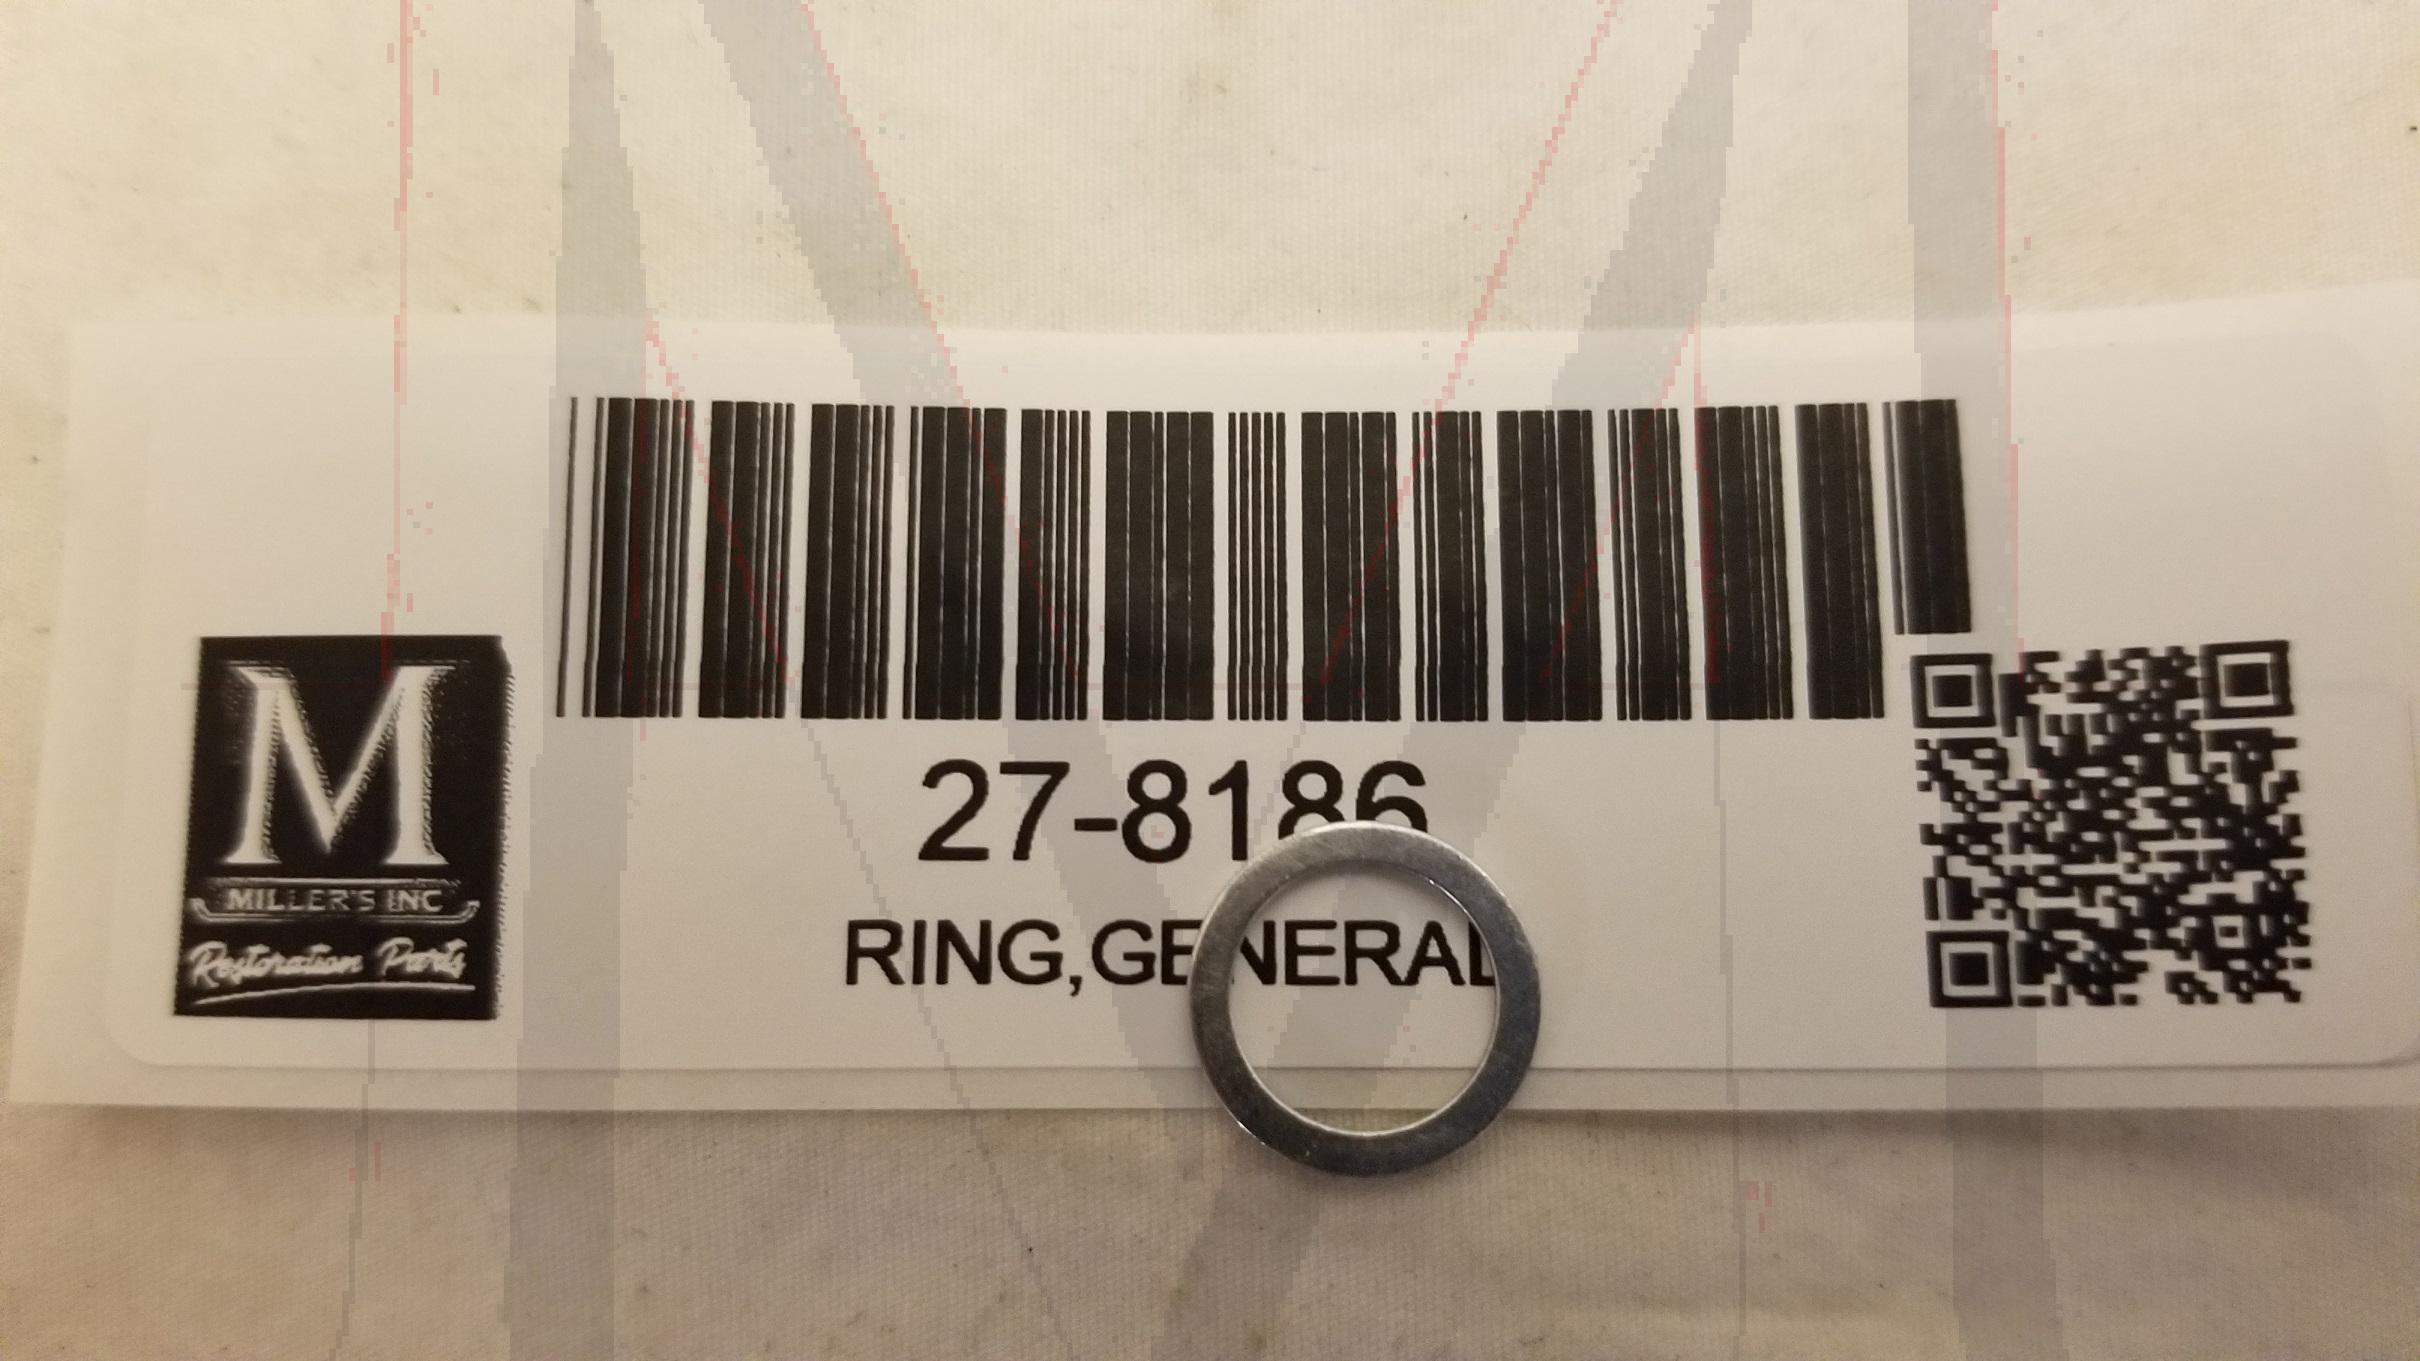 27-8186
RING,GENERAL
M
MILLER'S INC
Restoration Parts